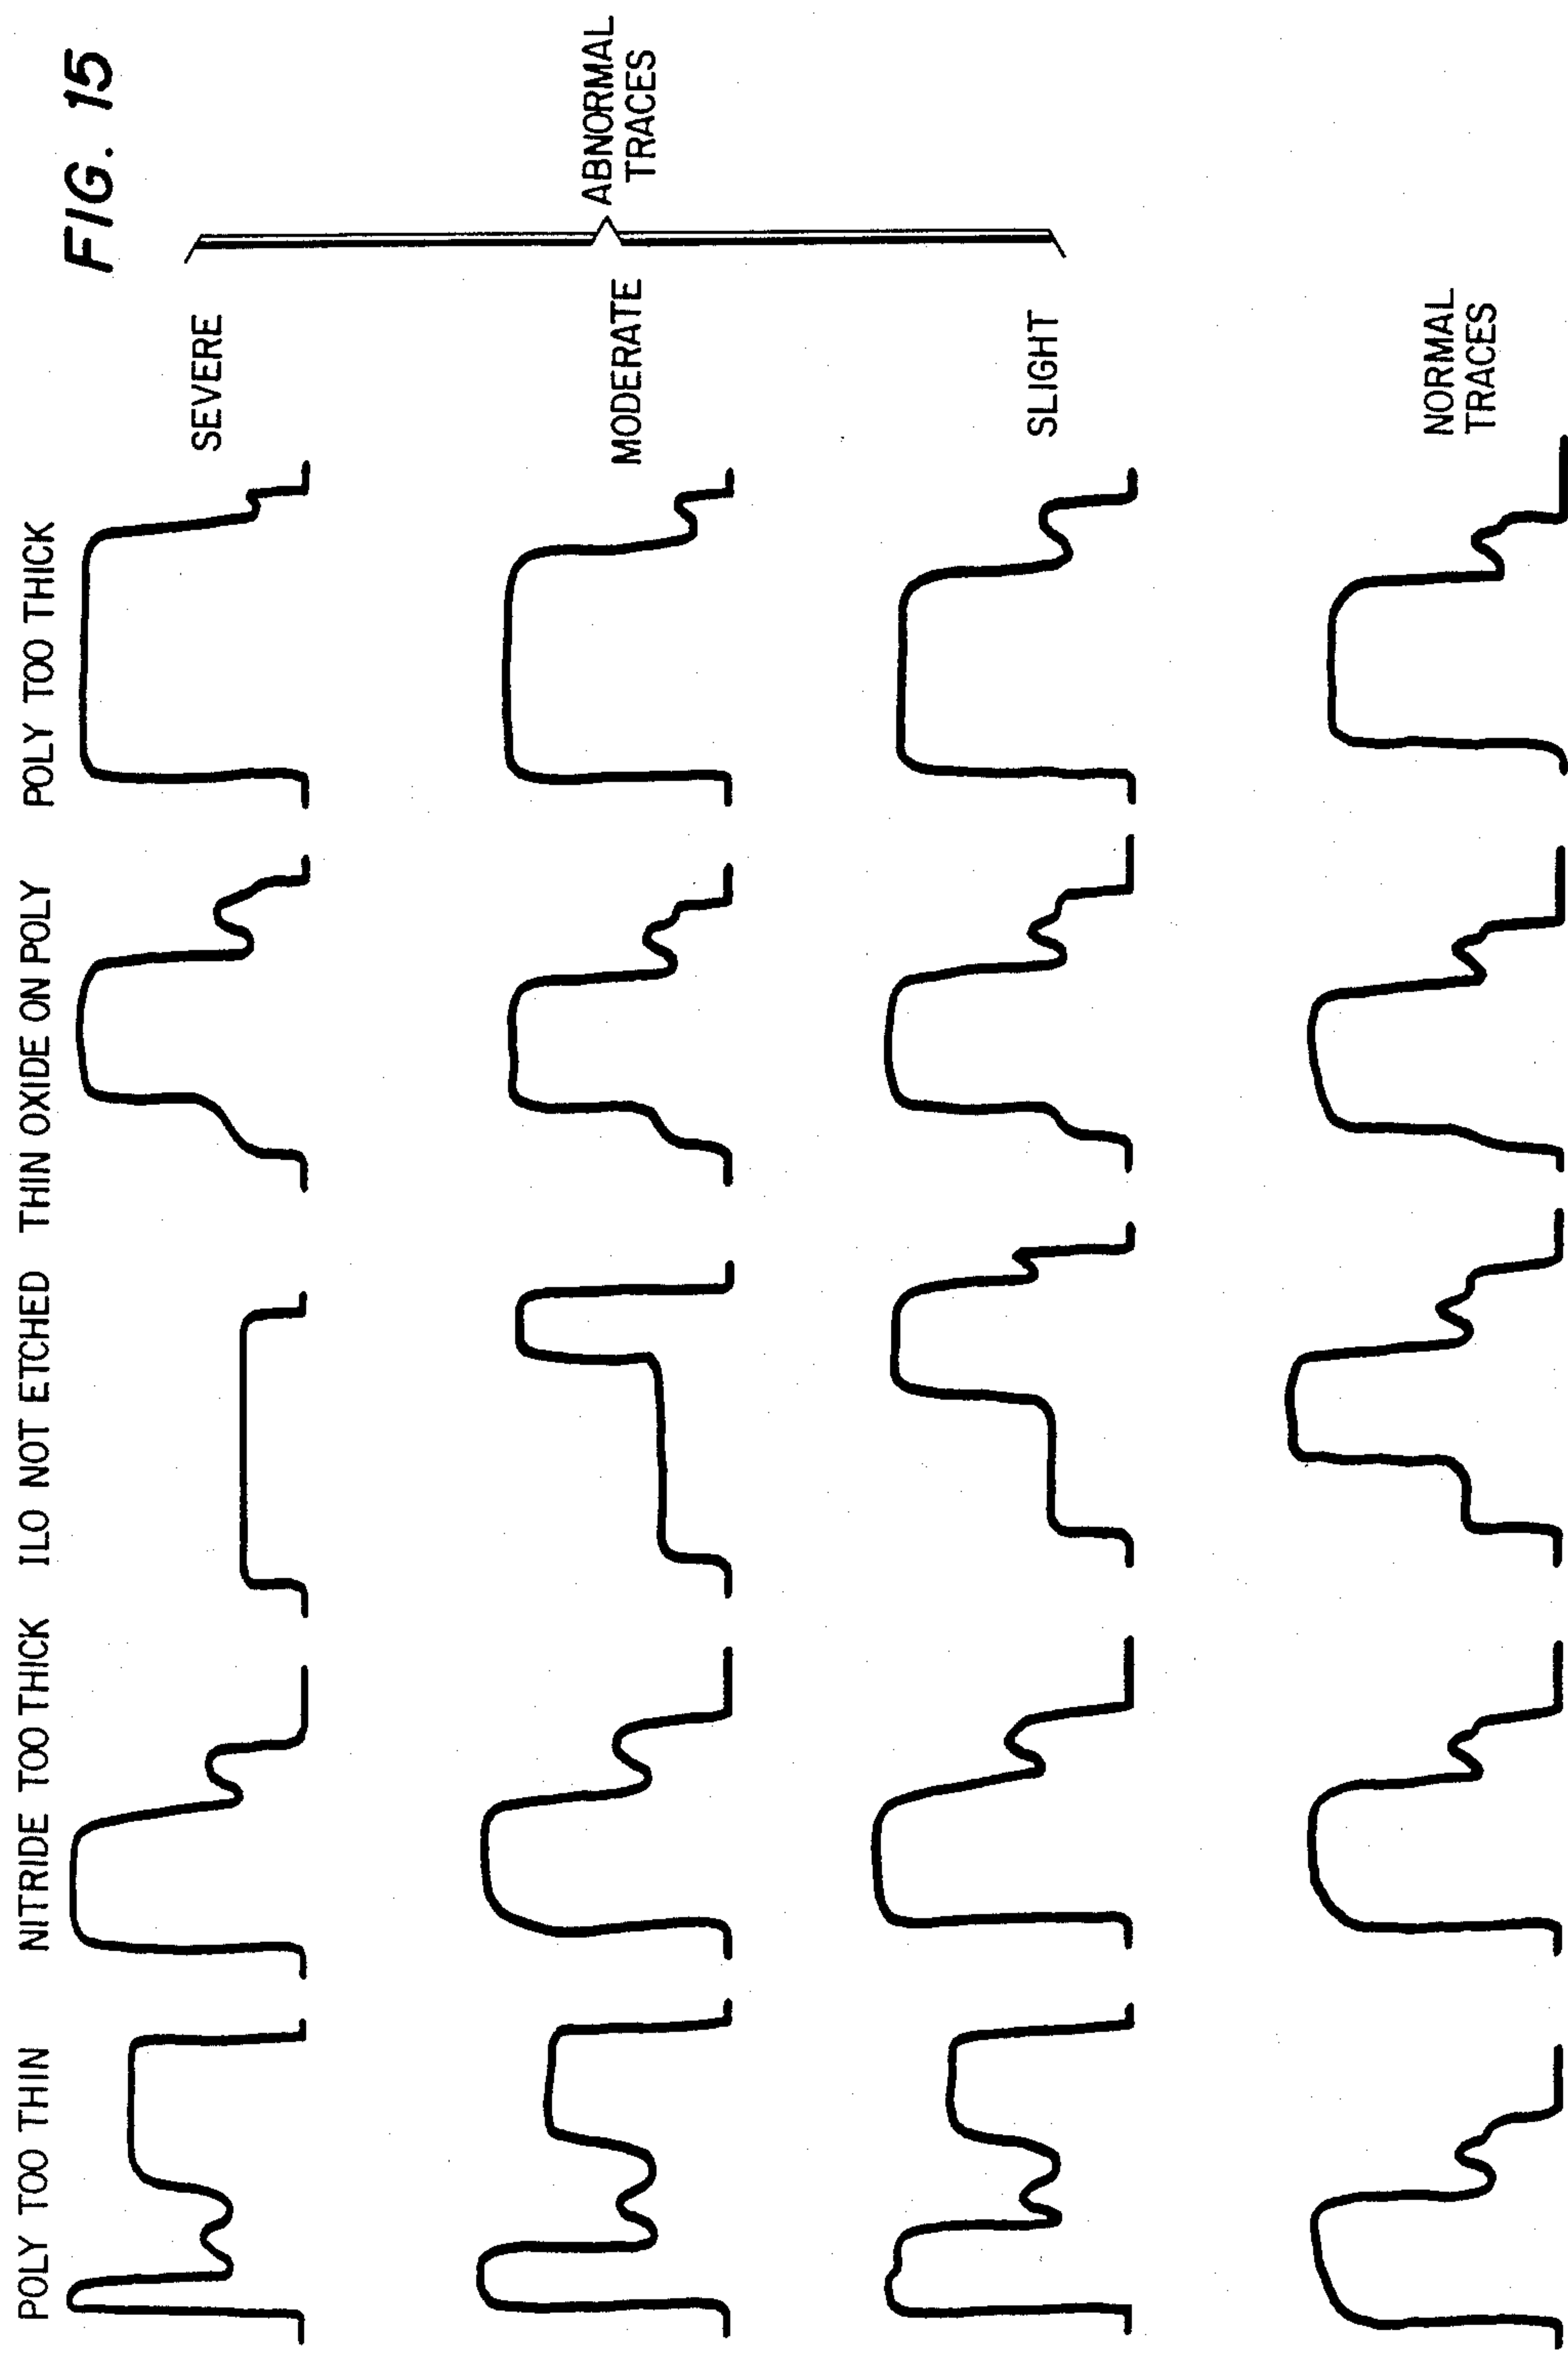 FIG. 15
POLY TOO THIN
NITRIDE TOO THICK
ILO NOT ETCHED
THIN OXIDE ON POLY
POLY TOO THICK
SEVERE
MODERATE
SLIGHT
ABNORMAL
TRACES
NORMAL
TRACES